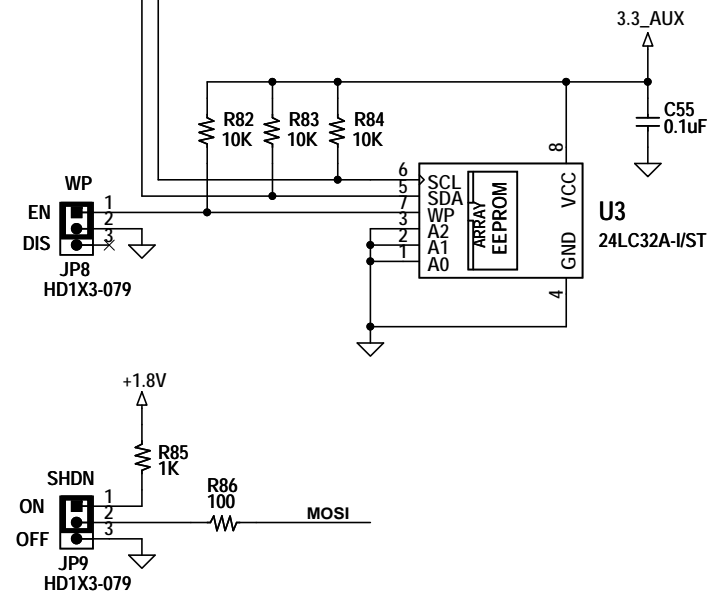 3.3_AUX
R82
10K
R83
10K
R84
10K
C55
0.1uF
8
6
5
7
3
2
1
SCL
SDA
WP
A2
A1
A0
ARRAY
EEPROM
VCC
GND
U3
24LC32A-I/ST
4
WP
EN
1
2
3
DIS
JP8
HD1X3-079
+1.8V
R85
1K
SHDN
ON
1
2
3
OFF
R86
100
MOSI
JP9
HD1X3-079